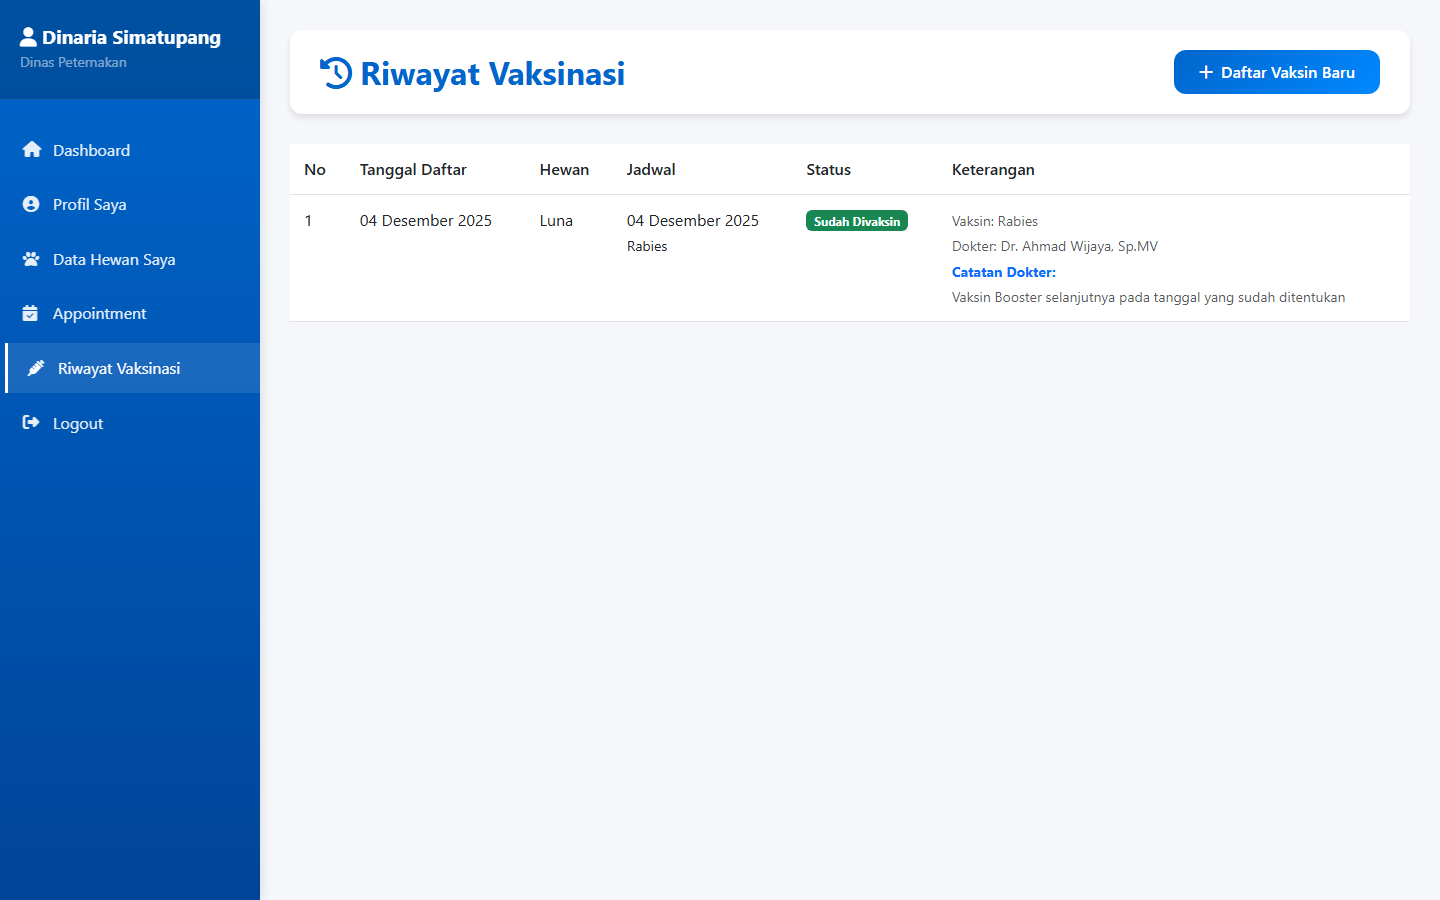 Dinaria Simatupang
Dinas Peternakan
Dashboard
Profil Saya
Data Hewan Saya
Appointment
Riwayat Vaksinasi
Logout
Riwayat Vaksinasi
Daftar Vaksin Baru
No Tanggal Daftar Hewan Jadwal Status Keterangan
1 04 Desember 2025 Luna 04 Desember 2025 Sudah Divaksin Vaksin: Rabies
Rabies Dokter: Dr. Ahmad Wijaya, Sp.MV
Catatan Dokter:
Vaksin Booster selanjutnya pada tanggal yang sudah ditentukan